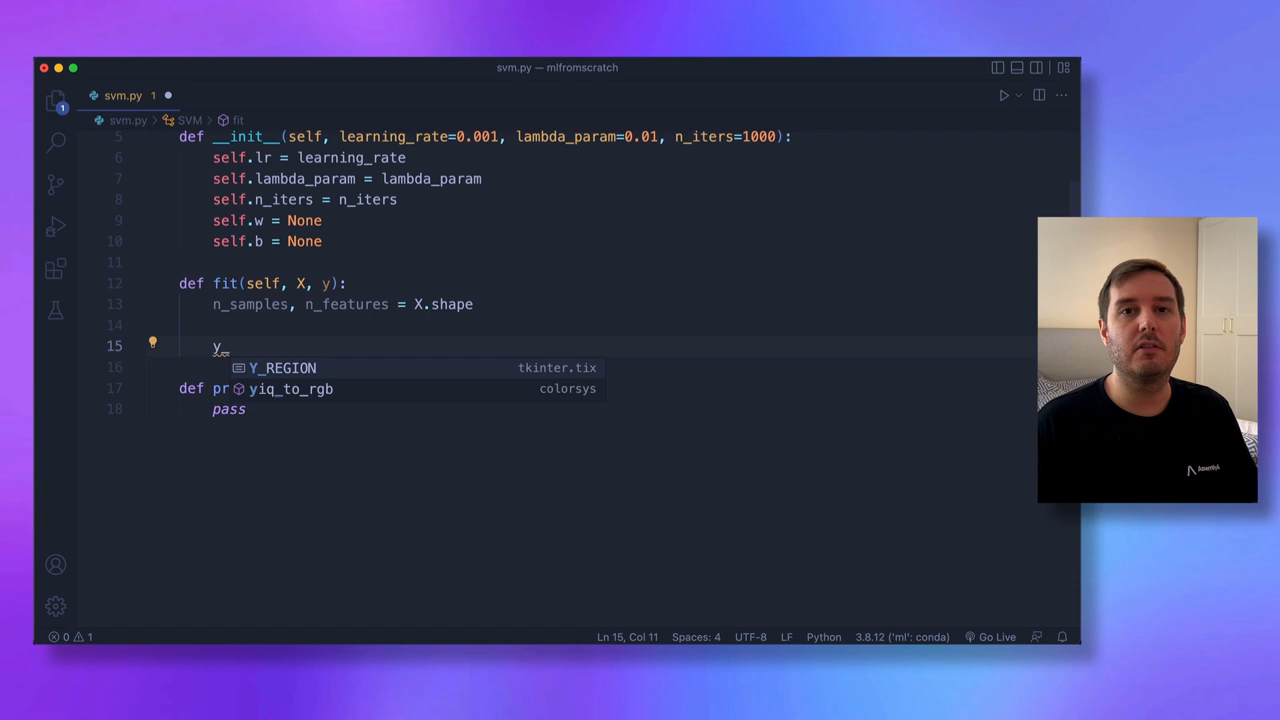 svm.py — mlfromscratch
svm.py 1
svm.py > SVM > fit
5 def __init__(self, learning_rate=0.001, lambda_param=0.01, n_iters=1000):
6 self.lr = learning_rate
7 self.lambda_param = lambda_param
8 self.n_iters = n_iters
9 self.w = None
10 self.b = None
11
12 def fit(self, X, y):
13 n_samples, n_features = X.shape
14
15 y_
16 Y_REGION tkinter.tix
17 def pr yiq_to_rgb colorsys
18 pass
1
AssemblyAI
0 1 Ln 15, Col 11 Spaces: 4 UTF-8 LF Python 3.8.12 ('ml': conda) Go Live